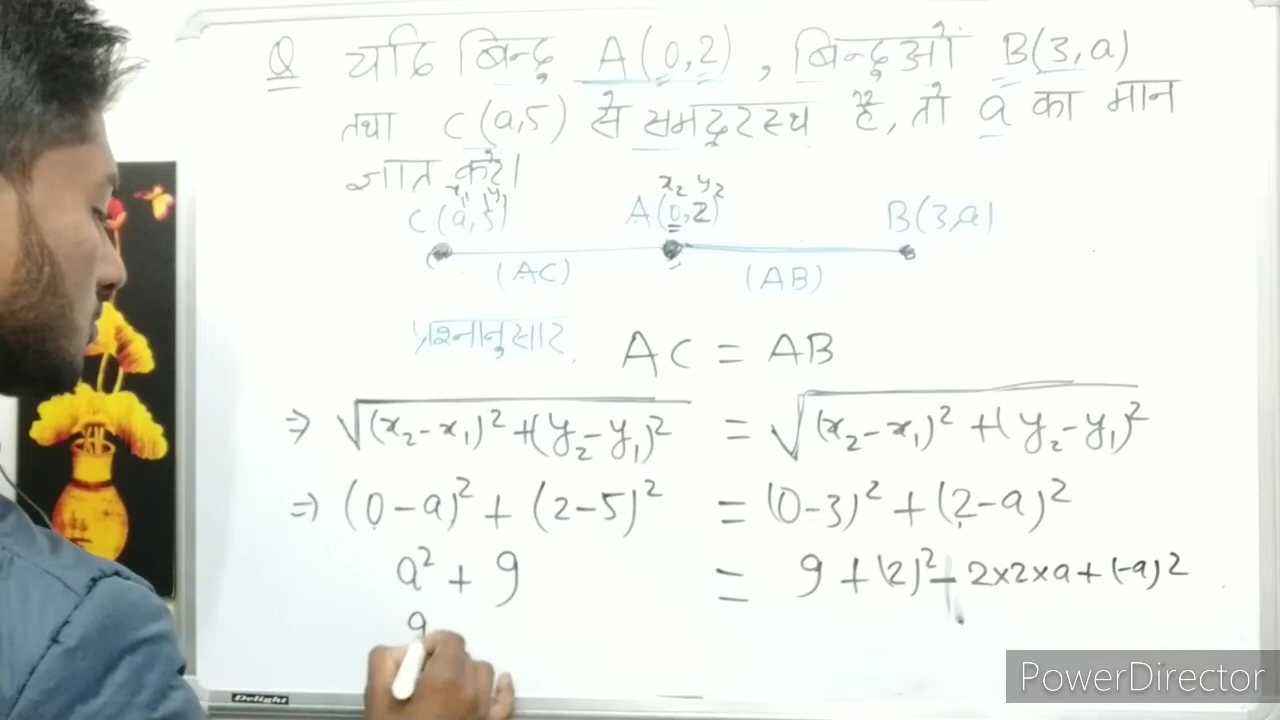 Q यदि बिन्दु A(0,2), बिन्दुओं B(3,a)
तथा C(a,5) से समदूरस्थ है, तो a का मान
ज्ञात करें।
x₁ y₁ x₂ y₂
C(a,5) A(0,2) B(3,a)
(AC) (AB)
प्रश्नानुसार. AC = AB
⇒ √(x₂-x₁)² + (y₂-y₁)² = √(x₂-x₁)² + (y₂-y₁)²
⇒ (0-a)² + (2-5)² = (0-3)² + (2-a)²
a² + 9 = 9 + (2)² - 2×2×a + (-a)²
Delight
PowerDirector